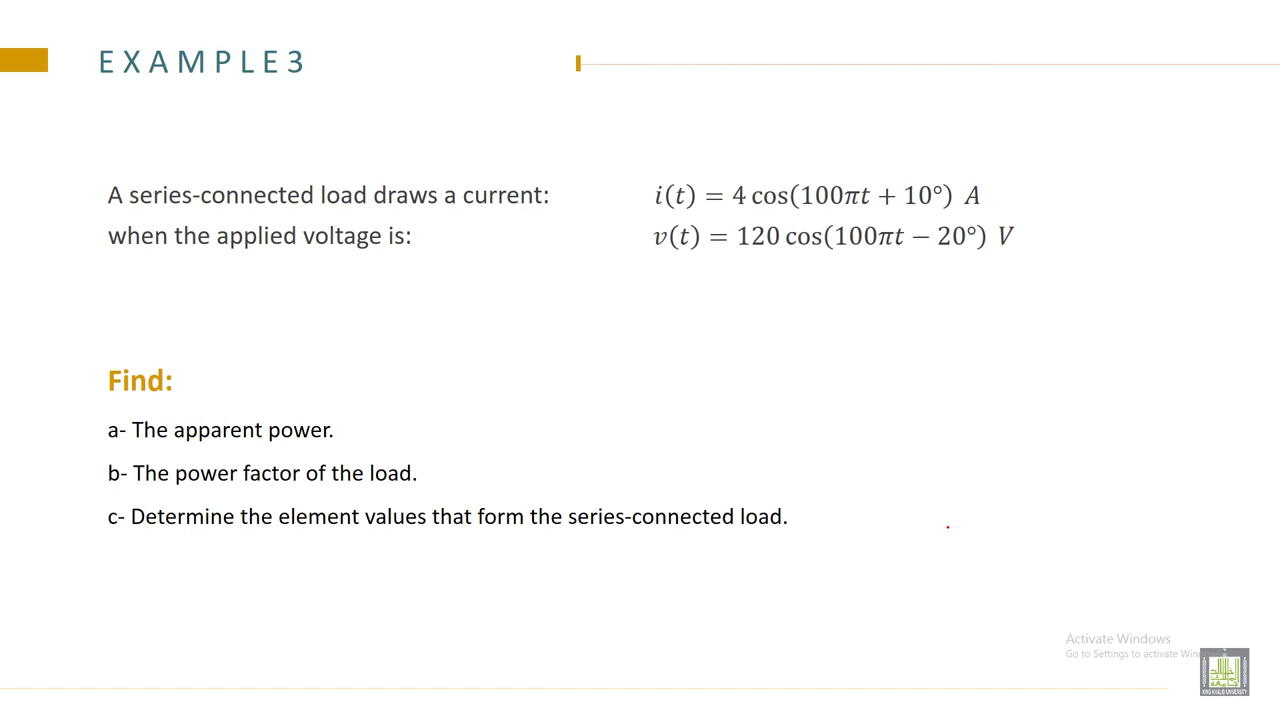 EXAMPLE3
A series-connected load draws a current: i(t) = 4 cos(100πt + 10°) A
when the applied voltage is: v(t) = 120 cos(100πt − 20°) V
Find:
a- The apparent power.
b- The power factor of the load.
c- Determine the element values that form the series-connected load.
Activate Windows
Go to Settings to activate Win
KING KHALID UNIVERSITY